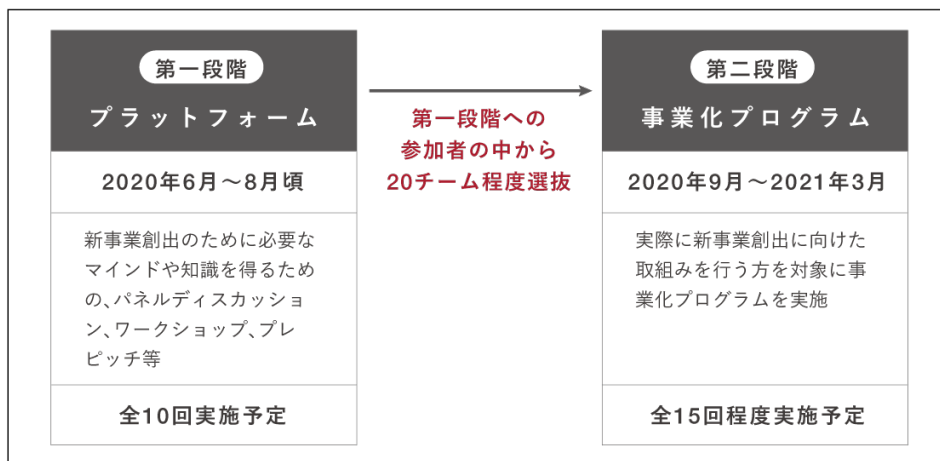 第一段階
プラットフォーム
2020年6月〜8月頃
新事業創出のために必要な
マインドや知識を得るため
の、パネルディスカッショ
ン、ワークショップ、プレ
ピッチ等
全10回実施予定
第一段階への
参加者の中から
20チーム程度選抜
第二段階
事業化プログラム
2020年9月〜2021年3月
実際に新事業創出に向けた
取組みを行う方を対象に事
業化プログラムを実施
全15回程度実施予定